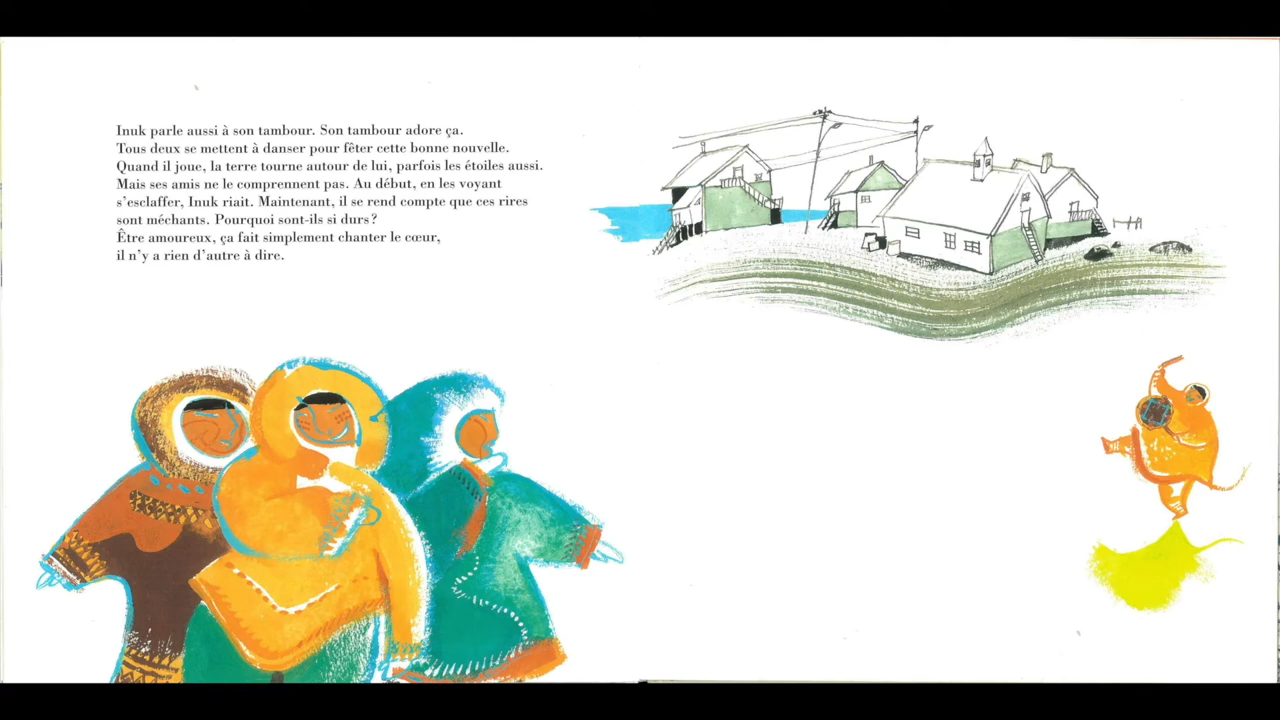 Inuk parle aussi à son tambour. Son tambour adore ça.
Tous deux se mettent à danser pour fêter cette bonne nouvelle.
Quand il joue, la terre tourne autour de lui, parfois les étoiles aussi.
Mais ses amis ne le comprennent pas. Au début, en les voyant
s’esclaffer, Inuk riait. Maintenant, il se rend compte que ces rires
sont méchants. Pourquoi sont-ils si durs ?
Être amoureux, ça fait simplement chanter le cœur,
il n’y a rien d’autre à dire.